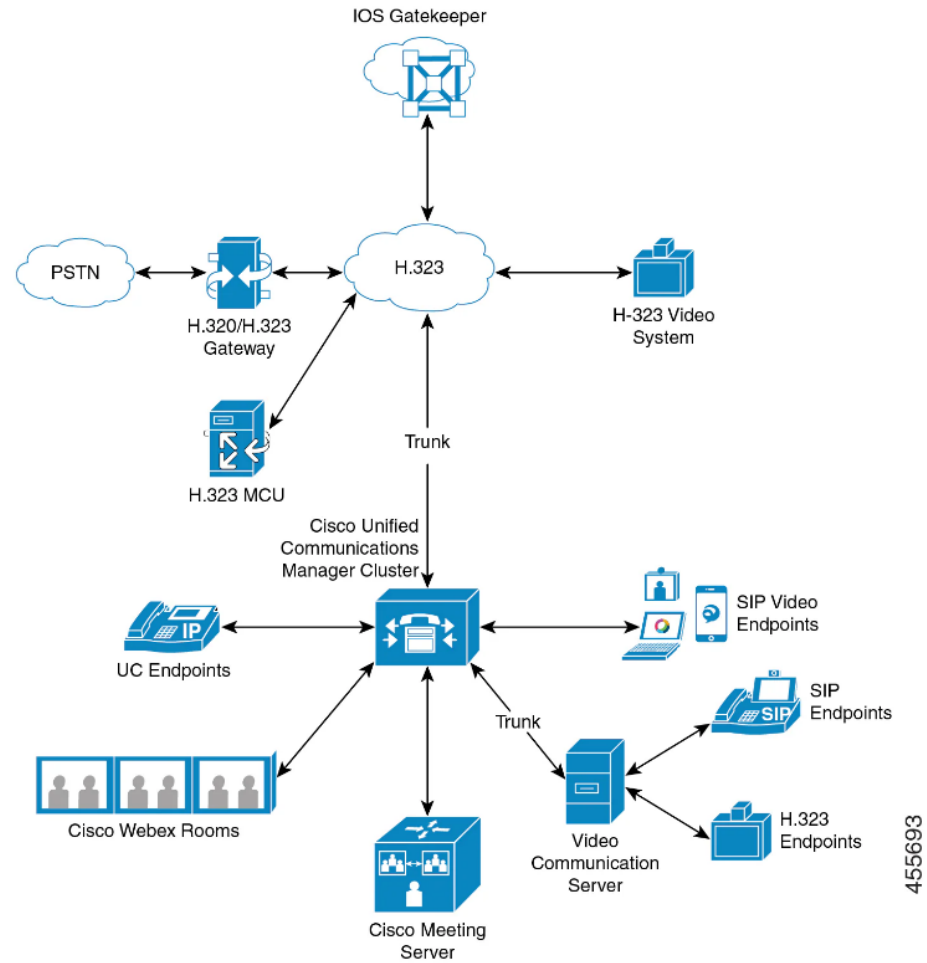 IOS Gatekeeper
PSTN
H.323
H.320/H.323
Gateway
H-323 Video
System
H.323 MCU
Trunk
Cisco Unified
Communications
Manager Cluster
IP
UC Endpoints
SIP Video
Endpoints
Trunk
SIP
SIP
Endpoints
Cisco Webex Rooms
Video
Communication
Server
H.323
Endpoints
Cisco Meeting
Server
455693